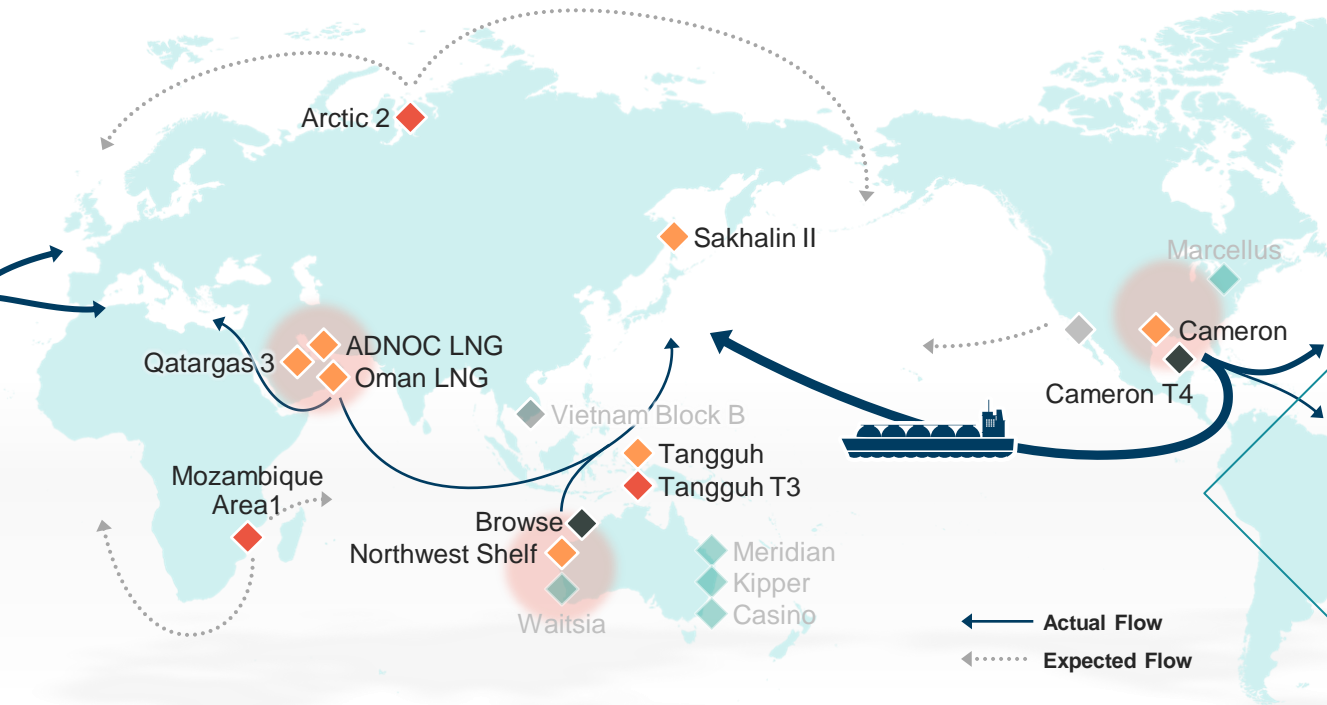 Arctic 2
Sakhalin II
Marcellus
ADNOC LNG
Qatargas 3
Oman LNG
Cameron
Cameron T4
Vietnam Block B
Tangguh
Tangguh T3
Mozambique
Area1
Browse
Northwest Shelf
Waitsia
Meridian
Kipper
Casino
Actual Flow
Expected Flow